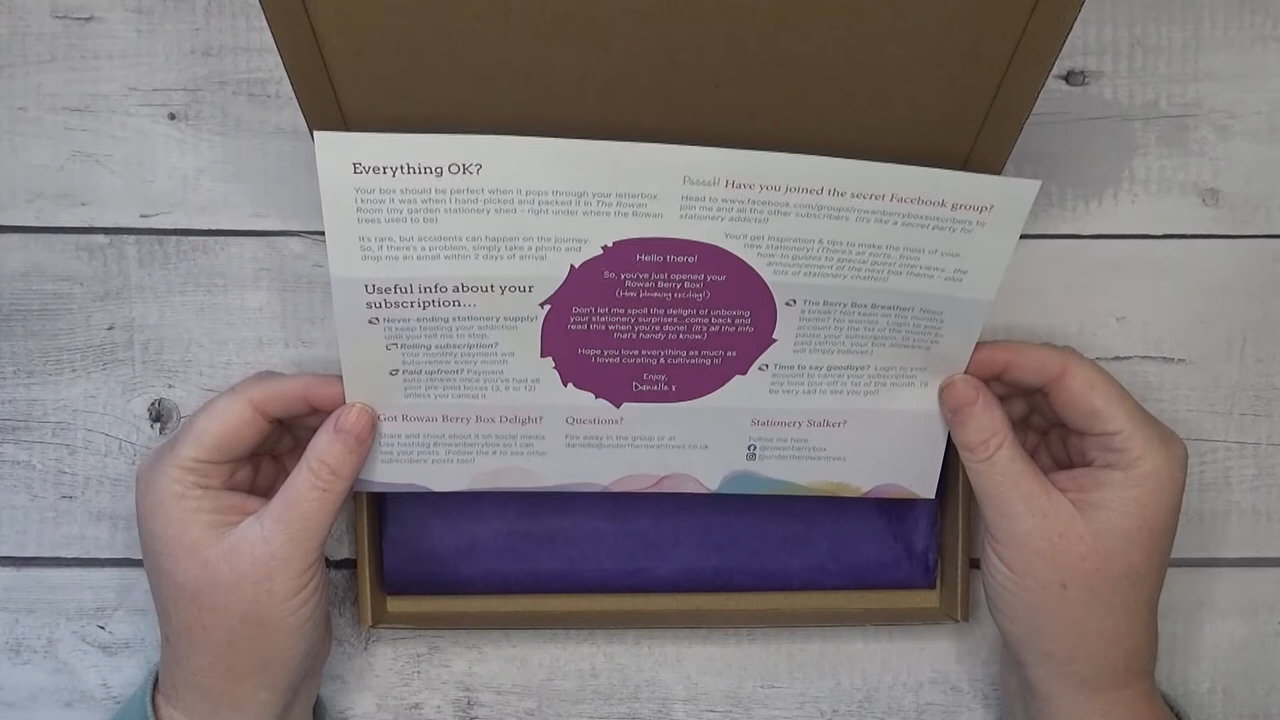 Everything OK?
Your box should be perfect when it pops through your letterbox.
I know it was when I hand-picked and packed it in The Rowan
Room (my garden stationery shed – right under where the Rowan
trees used to be).
It's rare, but accidents can happen on the journey.
So, if there's a problem, simply take a photo and
drop me an email within 2 days of arrival.
Useful info about your
subscription...
Never-ending stationery supply!
I'll keep feeding your addiction
until you tell me to stop.
Rolling subscription?
Your monthly payment will
auto-renew every month
Paid upfront? Payment
auto-renews once you've had all
your pre-paid boxes (3, 6 or 12)
unless you cancel it.
Hello there!
So, you've just opened your
Rowan Berry Box!
(How blooming exciting!)
Don't let me spoil the delight of unboxing
your stationery surprises...come back and
read this when you're done! (It's all the info
that's handy to know.)
Hope you love everything as much as
I loved curating & cultivating it!
Enjoy,
Danielle x
Psssst! Have you joined the secret Facebook group?
Head to www.facebook.com/groups/rowanberryboxsuscribers to
join me and all the other subscribers. (It's like a secret party for
stationery addicts!)
You'll get inspiration & tips to make the most of your
new stationery! (There's all sorts...from
how-to guides to special guest interviews...the
announcement of the next box theme – plus
lots of stationery chatter!)
The Berry Box Breather! Need
a break? Not keen on the month's
theme? No worries. Login to your
account by the 1st of the month to
pause your subscription. (If you've
paid upfront, your box allowance
will simply rollover.)
Time to say goodbye? Login to your
account to cancel your subscription
any time (cut-off is 1st of the month. I'll
be very sad to see you go!)
Got Rowan Berry Box Delight?
Share and shout about it on social media.
Use hashtag #rowanberrybox so I can
see your posts. (Follow the # to see other
subscribers' posts too!)
Questions?
Fire away in the group or at
danielle@undertherowantrees.co.uk
Stationery Stalker?
Follow me here
@rowanberrybox
@undertherowantrees